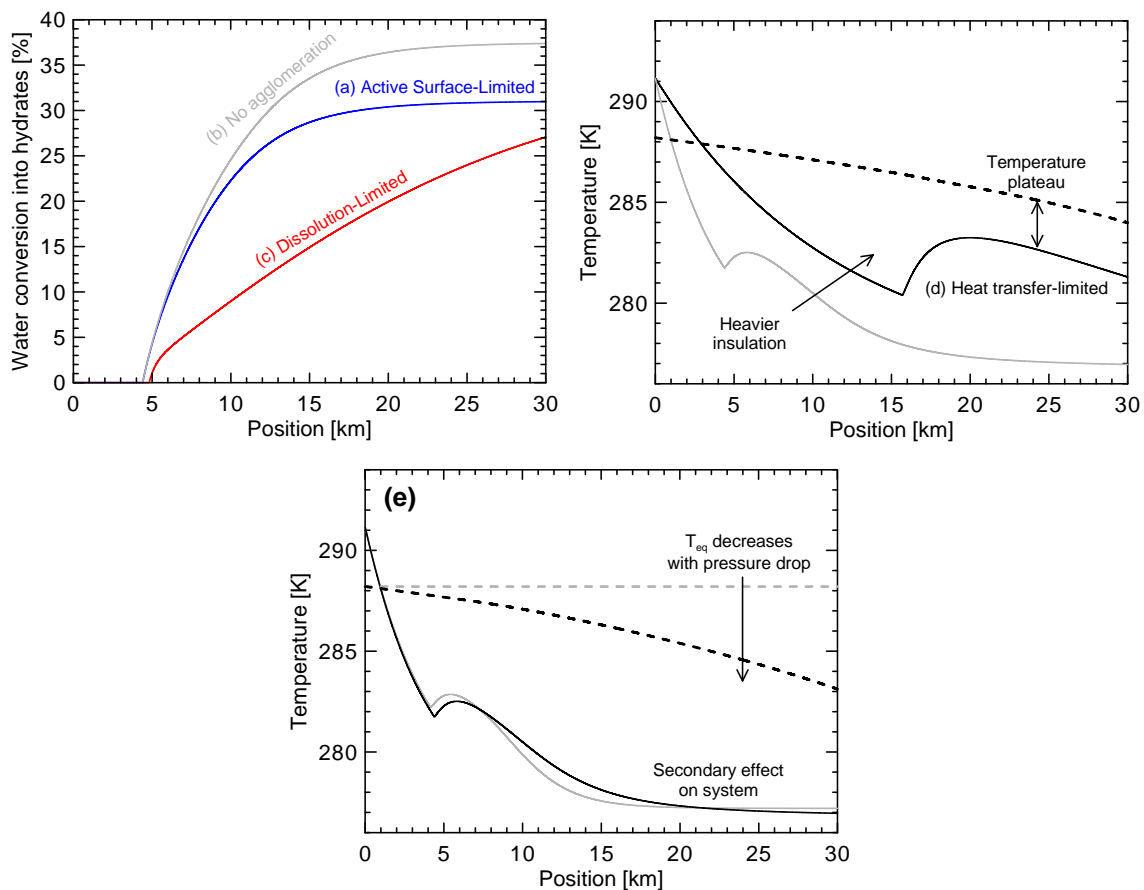 40
35
30
25
20
15
10
5
0
Water conversion into hydrates [%]
(b) No agglomeration
(a) Active Surface-Limited
(c) Dissolution-Limited
0 5 10 15 20 25 30
Position [km]
290
285
280
Temperature [K]
Temperature
plateau
(d) Heat transfer-limited
Heavier
insulation
0 5 10 15 20 25 30
Position [km]
(e)
290
285
280
Temperature [K]
Teq decreases
with pressure drop
Secondary effect
on system
0 5 10 15 20 25 30
Position [km]